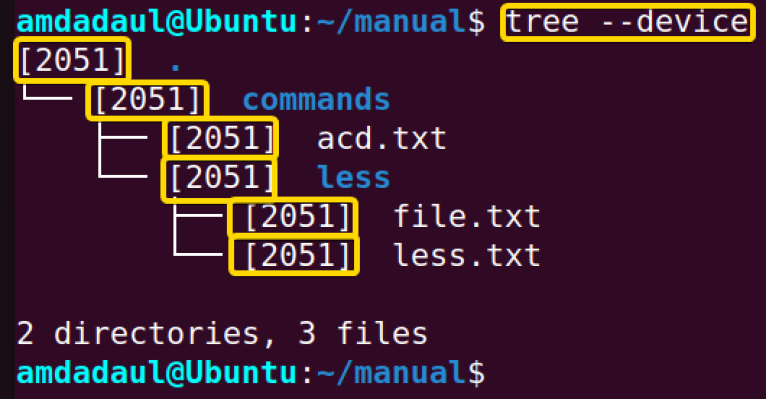 amdadaul@Ubuntu:~/manual$ tree --device
[2051]  .
└── [2051]  commands
    ├── [2051]  acd.txt
    └── [2051]  less
        ├── [2051]  file.txt
        └── [2051]  less.txt
2 directories, 3 files
amdadaul@Ubuntu:~/manual$